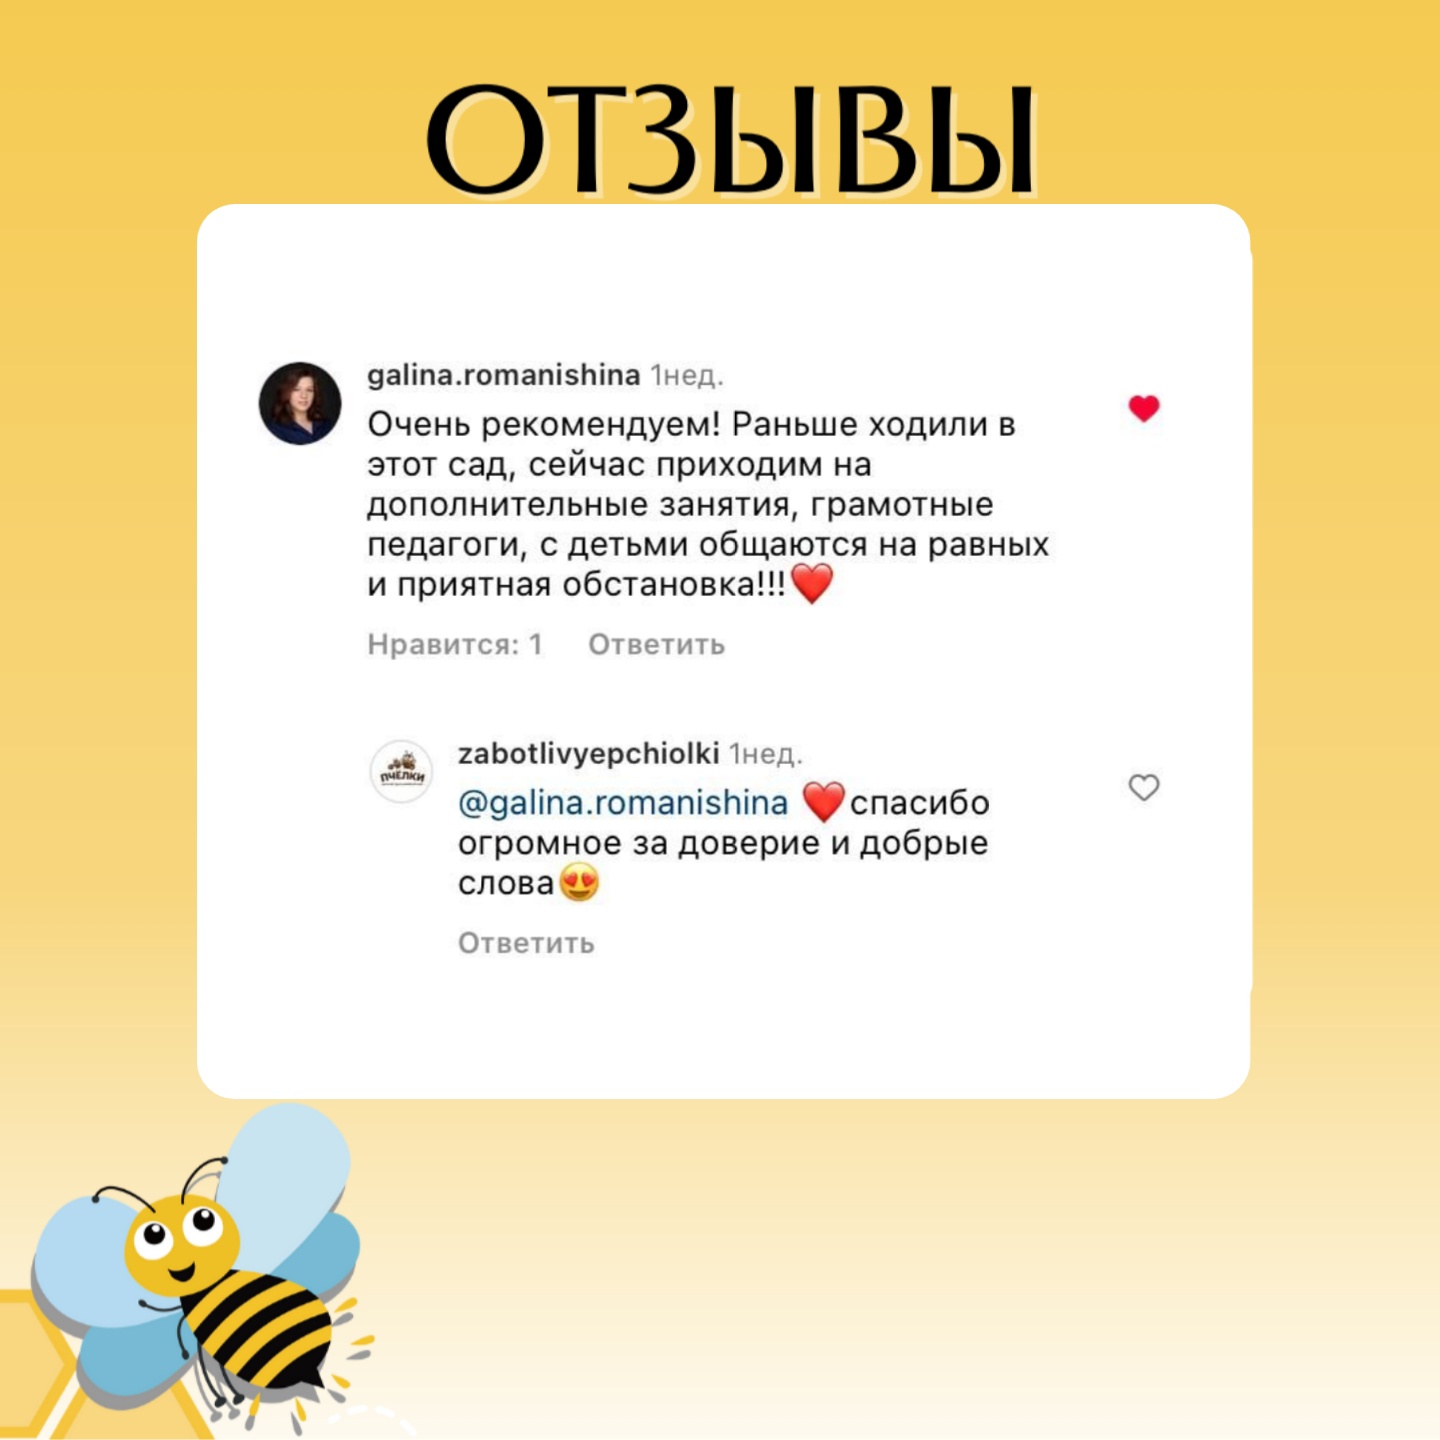 ОТЗЫВЫ
galina.romanishina 1нед.
Очень рекомендуем! Раньше ходили в
этот сад, сейчас приходим на
дополнительные занятия, грамотные
педагоги, с детьми общаются на равных
и приятная обстановка!!!❤️
Нравится: 1 Ответить
ПЧЁЛКИ
zabotlivyepchiolki 1нед.
@galina.romanishina ❤️спасибо
огромное за доверие и добрые
слова😍
Ответить